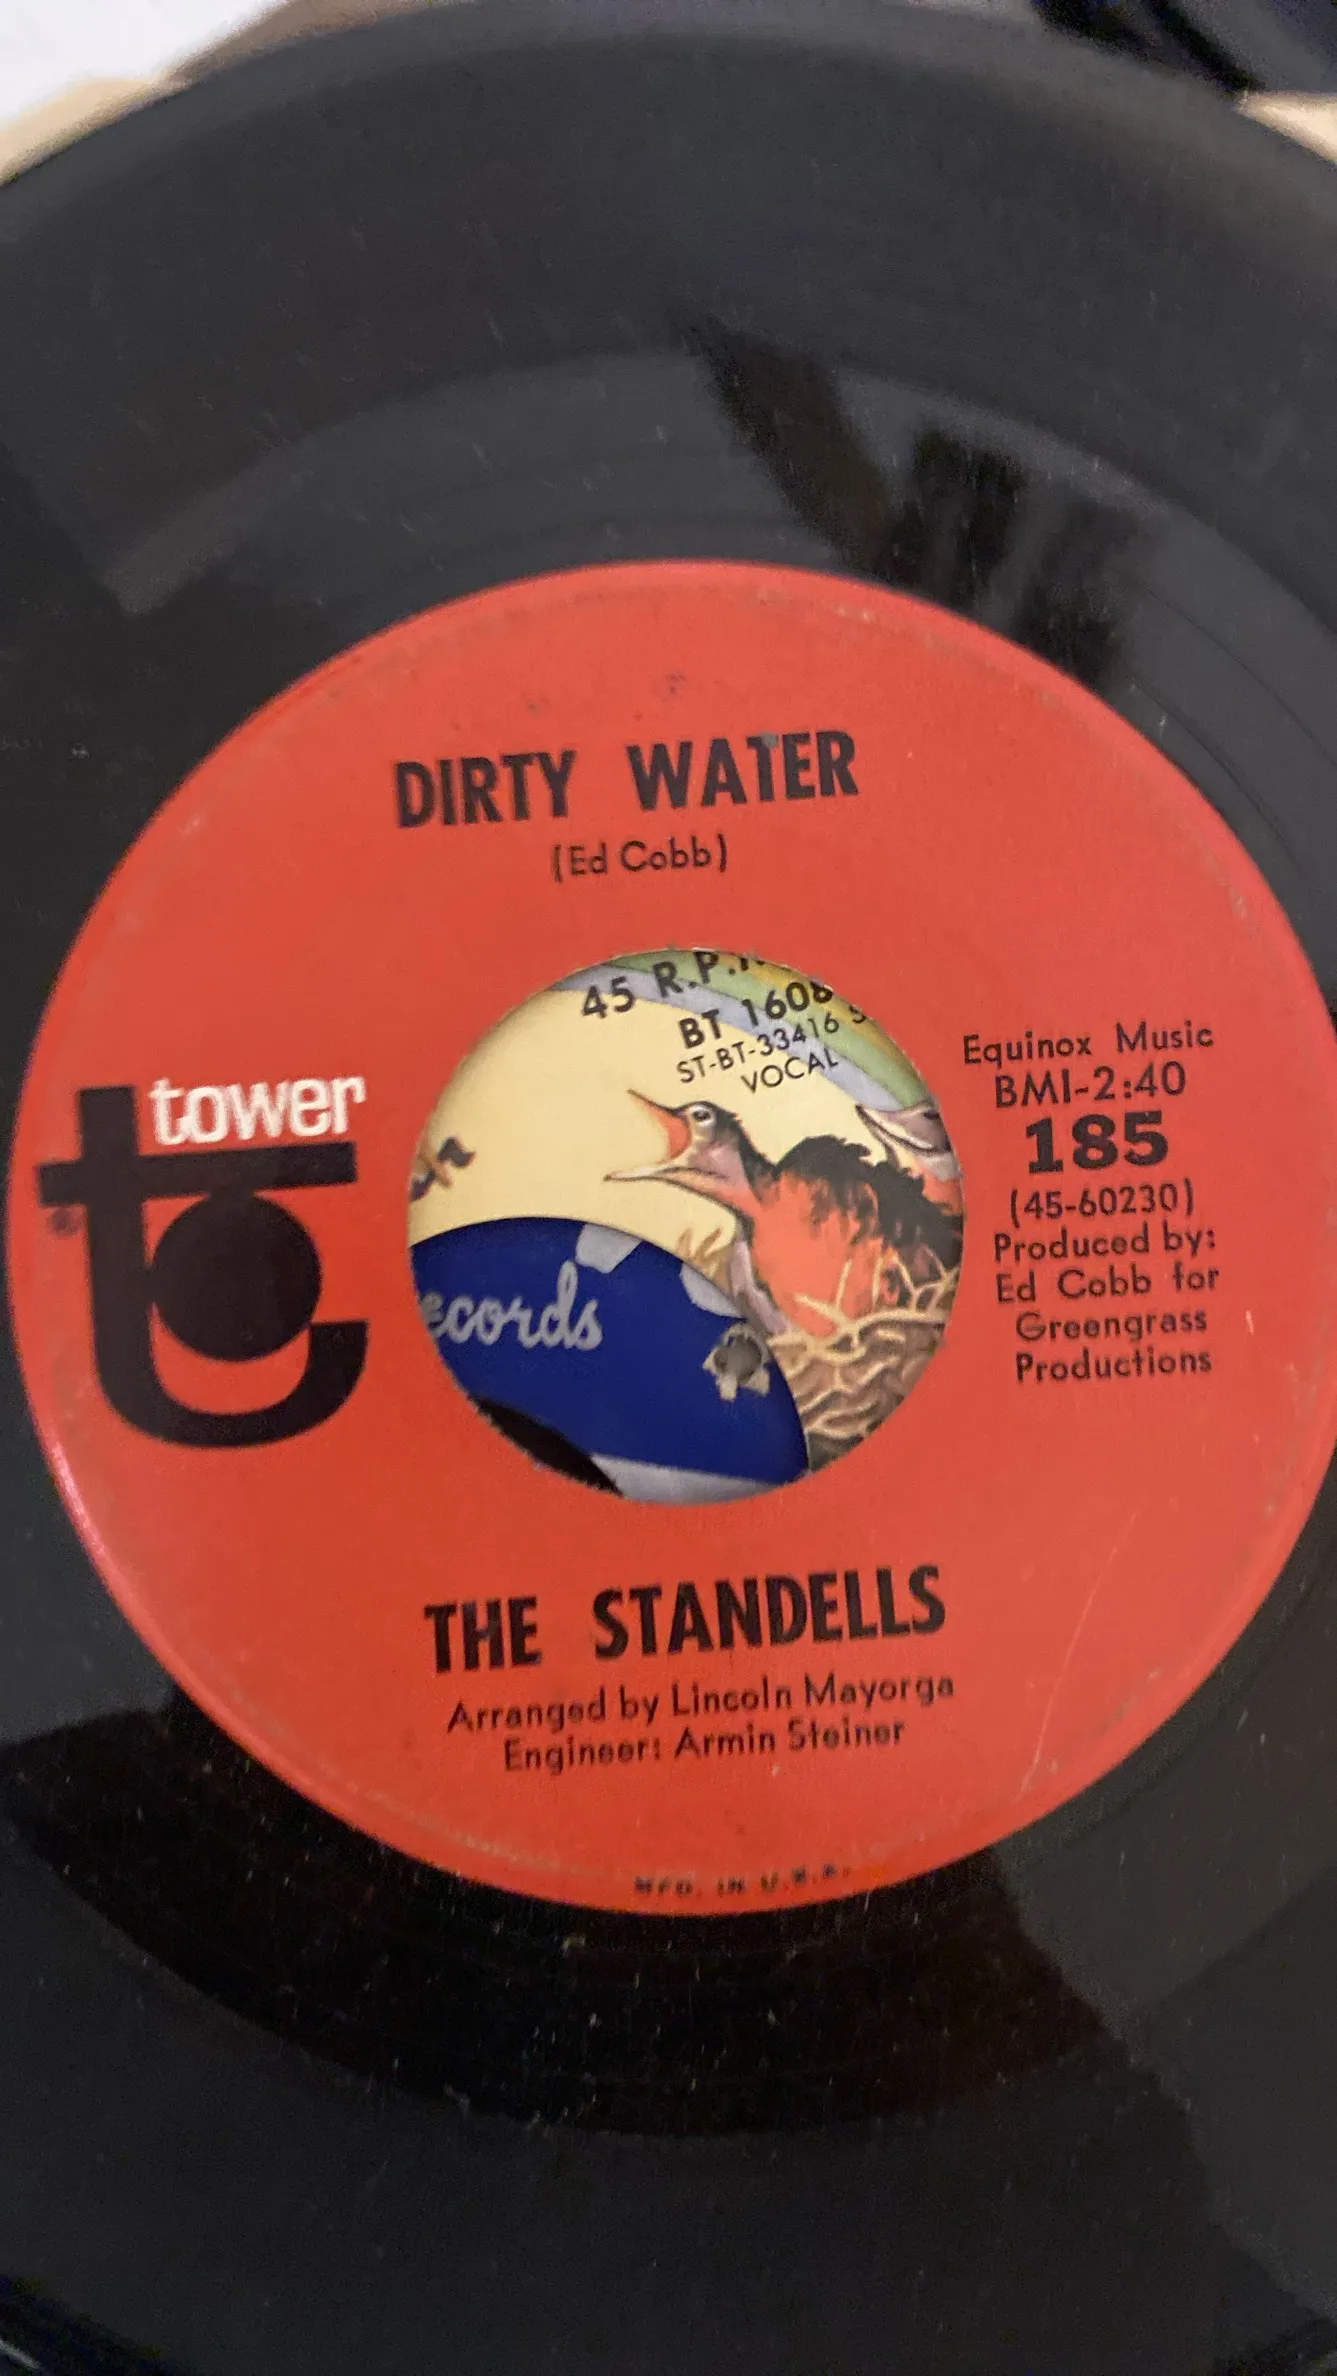 DIRTY WATER
(Ed Cobb)
tower
®
Equinox Music
BMI-2:40
185
(45-60230)
Produced by:
Ed Cobb for
Greengrass
Productions
THE STANDELLS
Arranged by Lincoln Mayorga
Engineer: Armin Steiner
MFG. IN U.S.A.
45 R.P.
BT 1608
ST-BT-33416
VOCAL
ecords